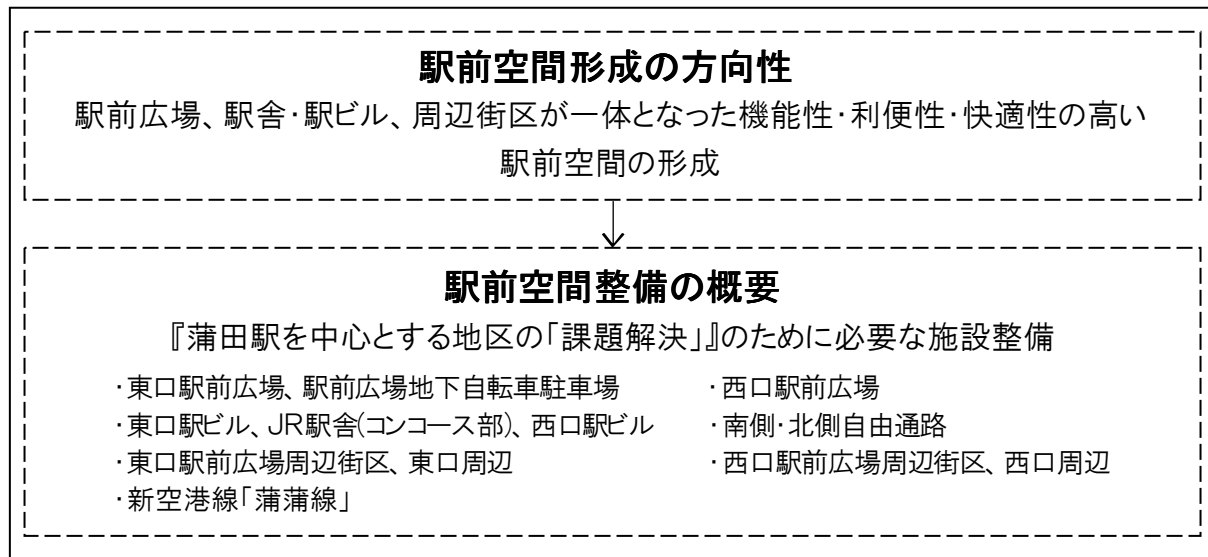 駅前空間形成の方向性
駅前広場、駅舎・駅ビル、周辺街区が一体となった機能性・利便性・快適性の高い
駅前空間の形成
駅前空間整備の概要
『蒲田駅を中心とする地区の「課題解決」』のために必要な施設整備
・東口駅前広場、駅前広場地下自転車駐車場
・東口駅ビル、JR駅舎(コンコース部)、西口駅ビル
・東口駅前広場周辺街区、東口周辺
・新空港線「蒲蒲線」
・西口駅前広場
・南側・北側自由通路
・西口駅前広場周辺街区、西口周辺